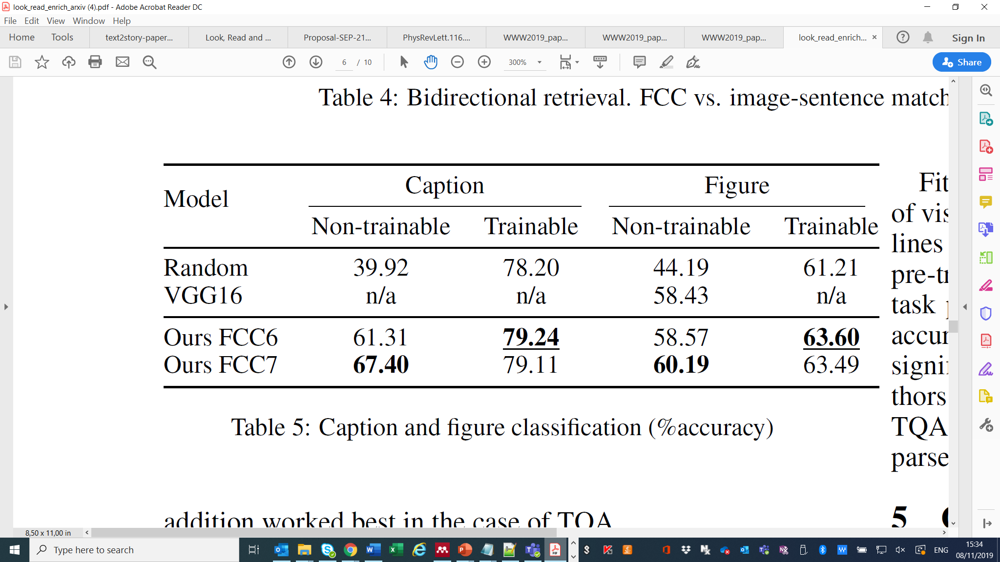 look_read_enrich_arxiv (4).pdf - Adobe Acrobat Reader DC
File Edit View Window Help
Home Tools text2story-paper... Look, Read and ... Proposal-SEP-21... PhysRevLett.116.... WWW2019_pap... WWW2019_pap... WWW2019_pap... look_read_enrich... × Sign In
6 / 10 300% Share
Table 4: Bidirectional retrieval. FCC vs. image-sentence match
Model Caption Figure
Non-trainable Trainable Non-trainable Trainable
Random 39.92 78.20 44.19 61.21
VGG16 n/a n/a 58.43 n/a
Ours FCC6 61.31 79.24 58.57 63.60
Ours FCC7 67.40 79.11 60.19 63.49
Table 5: Caption and figure classification (%accuracy)
addition worked best in the case of TQA
Fit
of vis
lines
pre-tr
task
accur
signi
thors
TQA
parse
5
8,50 x 11,00 in
Type here to search
ENG
15:34
08/11/2019